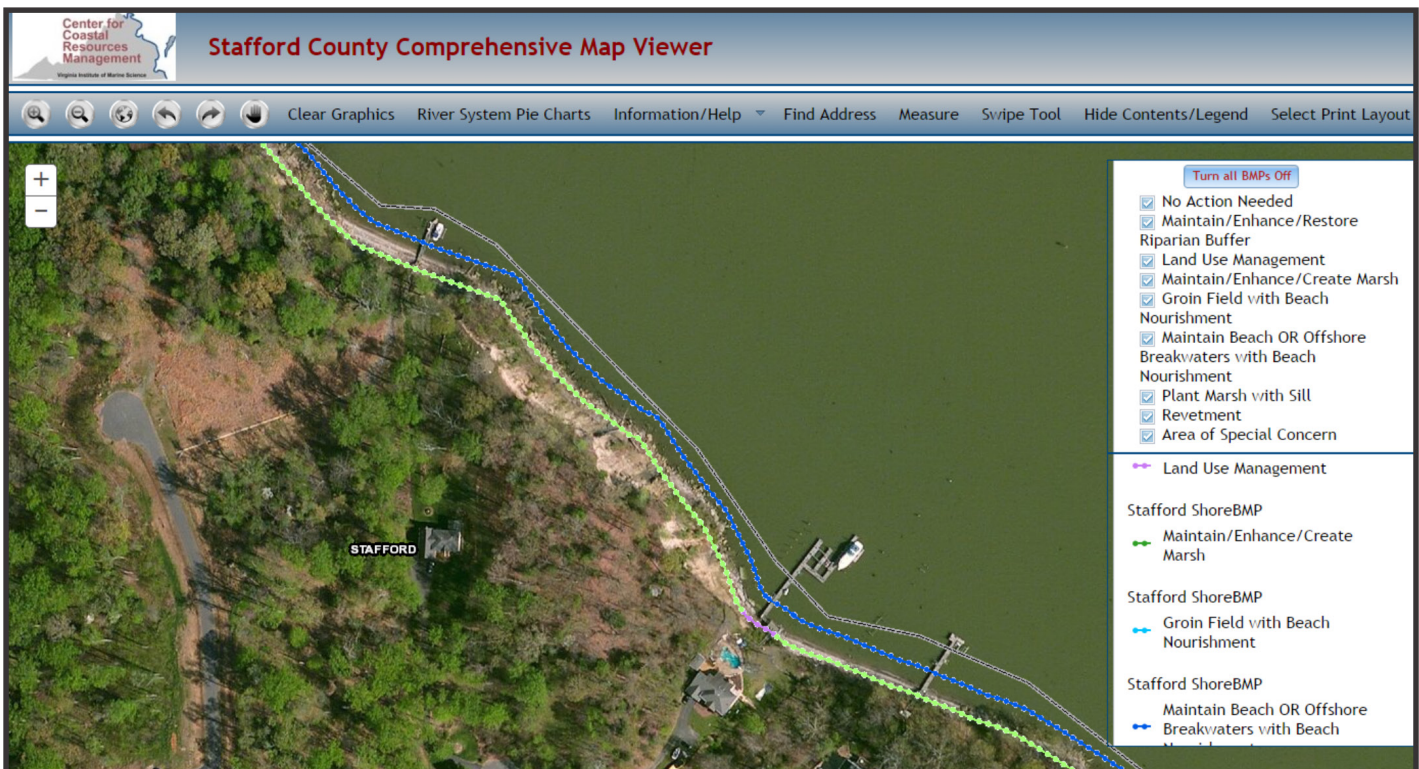 Center for
Coastal
Resources
Management
Virginia Institute of Marine Science
Stafford County Comprehensive Map Viewer
Clear Graphics River System Pie Charts Information/Help Find Address Measure Swipe Tool Hide Contents/Legend Select Print Layout
+
−
Turn all BMPs Off
No Action Needed
Maintain/Enhance/Restore
Riparian Buffer
Land Use Management
Maintain/Enhance/Create Marsh
Groin Field with Beach
Nourishment
Maintain Beach OR Offshore
Breakwaters with Beach
Nourishment
Plant Marsh with Sill
Revetment
Area of Special Concern
Land Use Management
Stafford ShoreBMP
Maintain/Enhance/Create
Marsh
Stafford ShoreBMP
Groin Field with Beach
Nourishment
Stafford ShoreBMP
Maintain Beach OR Offshore
Breakwaters with Beach
STAFFORD